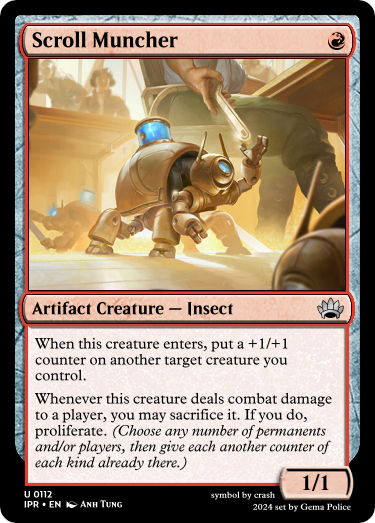 Scroll Muncher
Artifact Creature — Insect
When this creature enters, put a +1/+1
counter on another target creature you
control.
Whenever this creature deals combat damage
to a player, you may sacrifice it. If you do,
proliferate. (Choose any number of permanents
and/or players, then give each another counter of
each kind already there.)
1/1
U 0112
IPR • EN Anh Tung
symbol by crash
2024 set by Gema Police